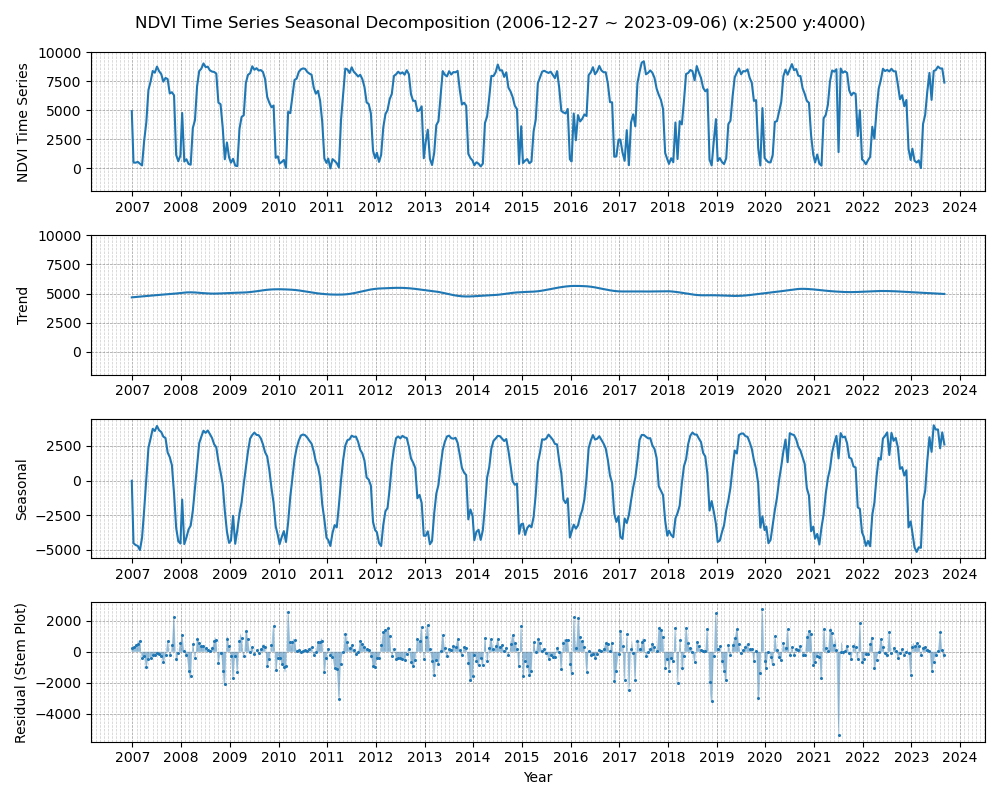 NDVI Time Series Seasonal Decomposition (2006-12-27 ~ 2023-09-06) (x:2500 y:4000)
NDVI Time Series
10000
7500
5000
2500
0
2007 2008 2009 2010 2011 2012 2013 2014 2015 2016 2017 2018 2019 2020 2021 2022 2023 2024
Trend
10000
7500
5000
2500
0
2007 2008 2009 2010 2011 2012 2013 2014 2015 2016 2017 2018 2019 2020 2021 2022 2023 2024
Seasonal
2500
0
−2500
−5000
2007 2008 2009 2010 2011 2012 2013 2014 2015 2016 2017 2018 2019 2020 2021 2022 2023 2024
Residual (Stem Plot)
2000
0
−2000
−4000
2007 2008 2009 2010 2011 2012 2013 2014 2015 2016 2017 2018 2019 2020 2021 2022 2023 2024
Year